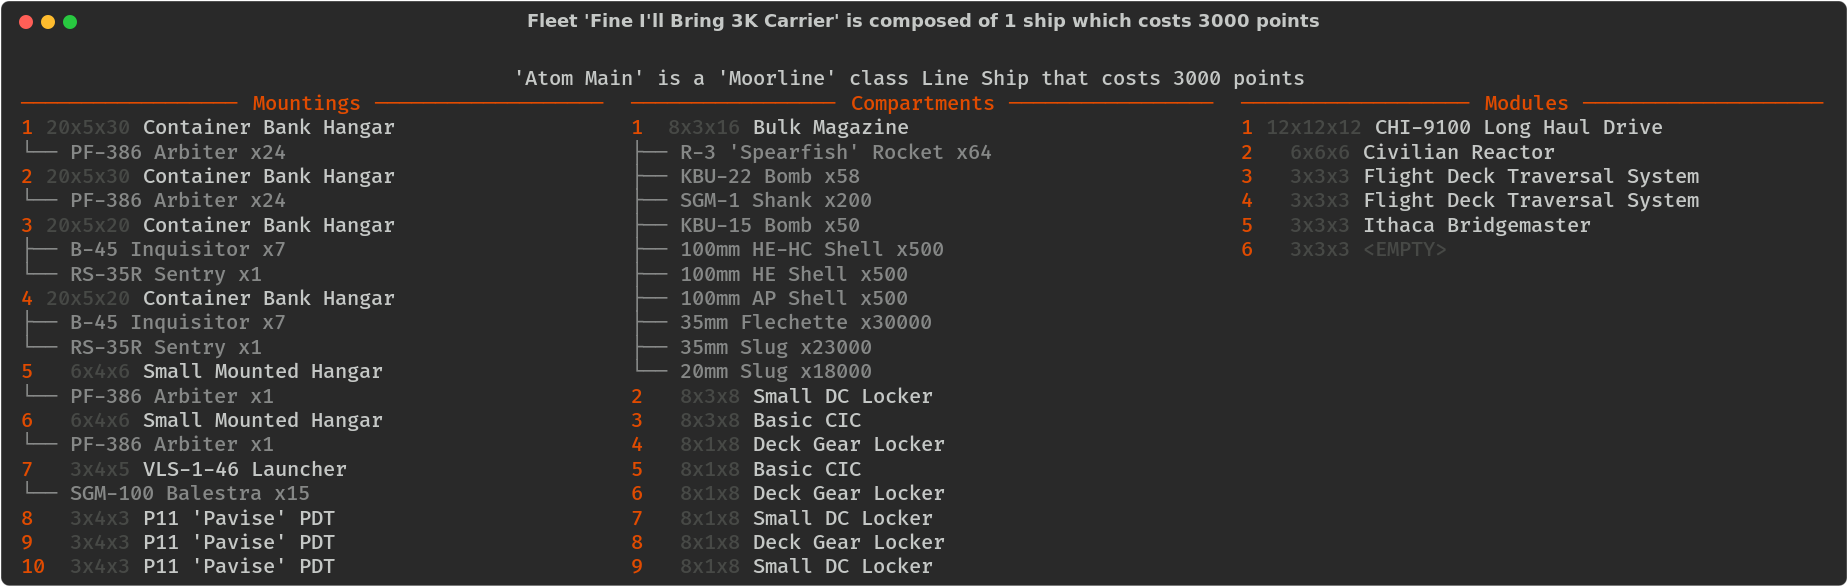 Fleet 'Fine I'll Bring 3K Carrier' is composed of 1 ship which costs 3000 points
'Atom Main' is a 'Moorline' class Line Ship that costs 3000 points
Mountings
1 20x5x30 Container Bank Hangar
PF-386 Arbiter x24
2 20x5x30 Container Bank Hangar
PF-386 Arbiter x24
3 20x5x20 Container Bank Hangar
B-45 Inquisitor x7
RS-35R Sentry x1
4 20x5x20 Container Bank Hangar
B-45 Inquisitor x7
RS-35R Sentry x1
5 6x4x6 Small Mounted Hangar
PF-386 Arbiter x1
6 6x4x6 Small Mounted Hangar
PF-386 Arbiter x1
7 3x4x5 VLS-1-46 Launcher
SGM-100 Balestra x15
8 3x4x3 P11 'Pavise' PDT
9 3x4x3 P11 'Pavise' PDT
10 3x4x3 P11 'Pavise' PDT
Compartments
1 8x3x16 Bulk Magazine
R-3 'Spearfish' Rocket x64
KBU-22 Bomb x58
SGM-1 Shank x200
KBU-15 Bomb x50
100mm HE-HC Shell x500
100mm HE Shell x500
100mm AP Shell x500
35mm Flechette x30000
35mm Slug x23000
20mm Slug x18000
2 8x3x8 Small DC Locker
3 8x3x8 Basic CIC
4 8x1x8 Deck Gear Locker
5 8x1x8 Basic CIC
6 8x1x8 Deck Gear Locker
7 8x1x8 Small DC Locker
8 8x1x8 Deck Gear Locker
9 8x1x8 Small DC Locker
Modules
1 12x12x12 CHI-9100 Long Haul Drive
2 6x6x6 Civilian Reactor
3 3x3x3 Flight Deck Traversal System
4 3x3x3 Flight Deck Traversal System
5 3x3x3 Ithaca Bridgemaster
6 3x3x3 <EMPTY>